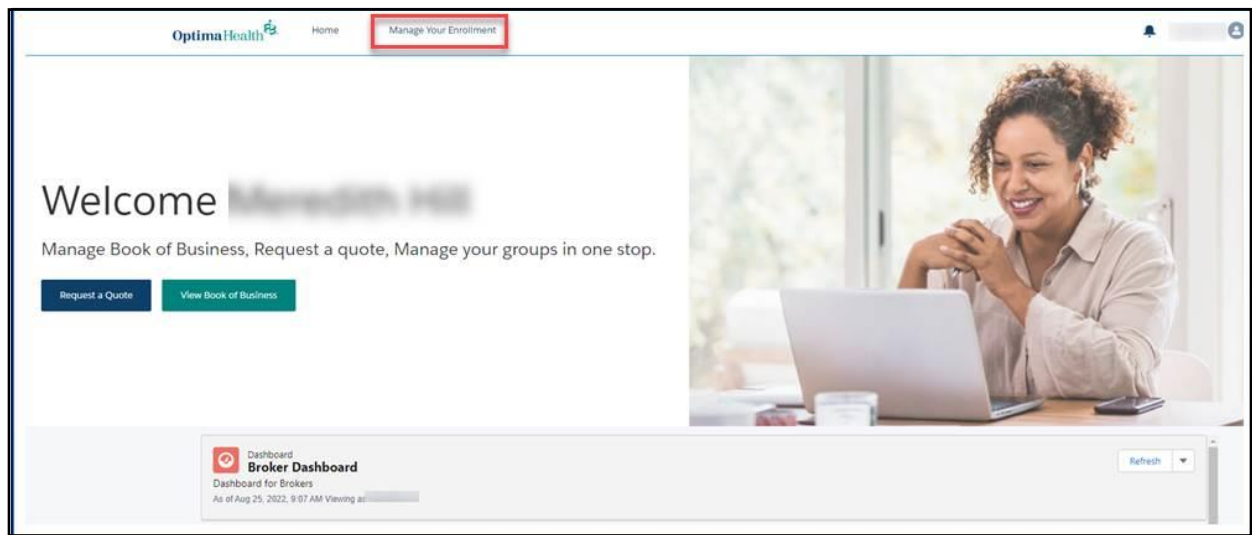 OptimaHealth Home Manage Your Enrollment
Welcome
Manage Book of Business, Request a quote, Manage your groups in one stop.
Request a Quote View Book of Business
Dashboard
Broker Dashboard
Refresh
Dashboard for Brokers
As of Aug 25, 2022, 9:07 AM Viewing as